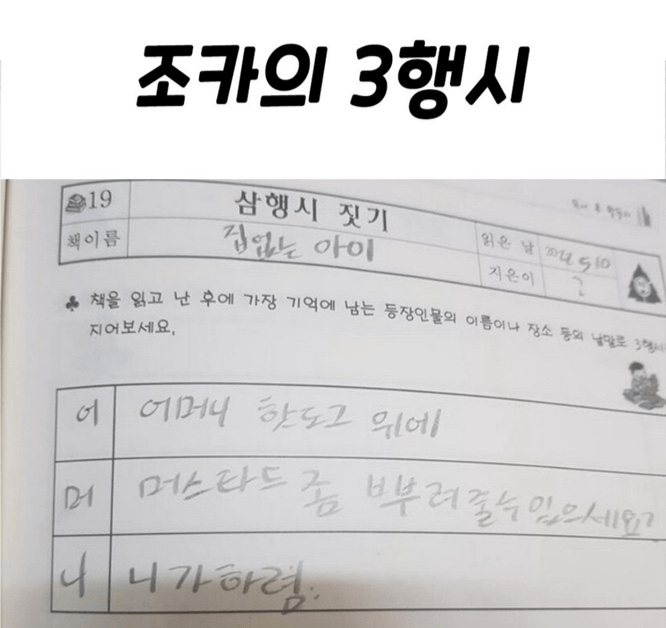 조카의 3행시
19
삼행시 짓기
책이름
집없는 아이
읽은 날
5 10
지은이
?
♣ 책을 읽고 난 후에 가장 기억에 남는 등장인물의 이름이나 장소 등의 낱말로 3행시
지어보세요.
어
어머니 핫도그 위에
머
머스타드 좀 뿌려줄수있으세요?
니
니가하렴.